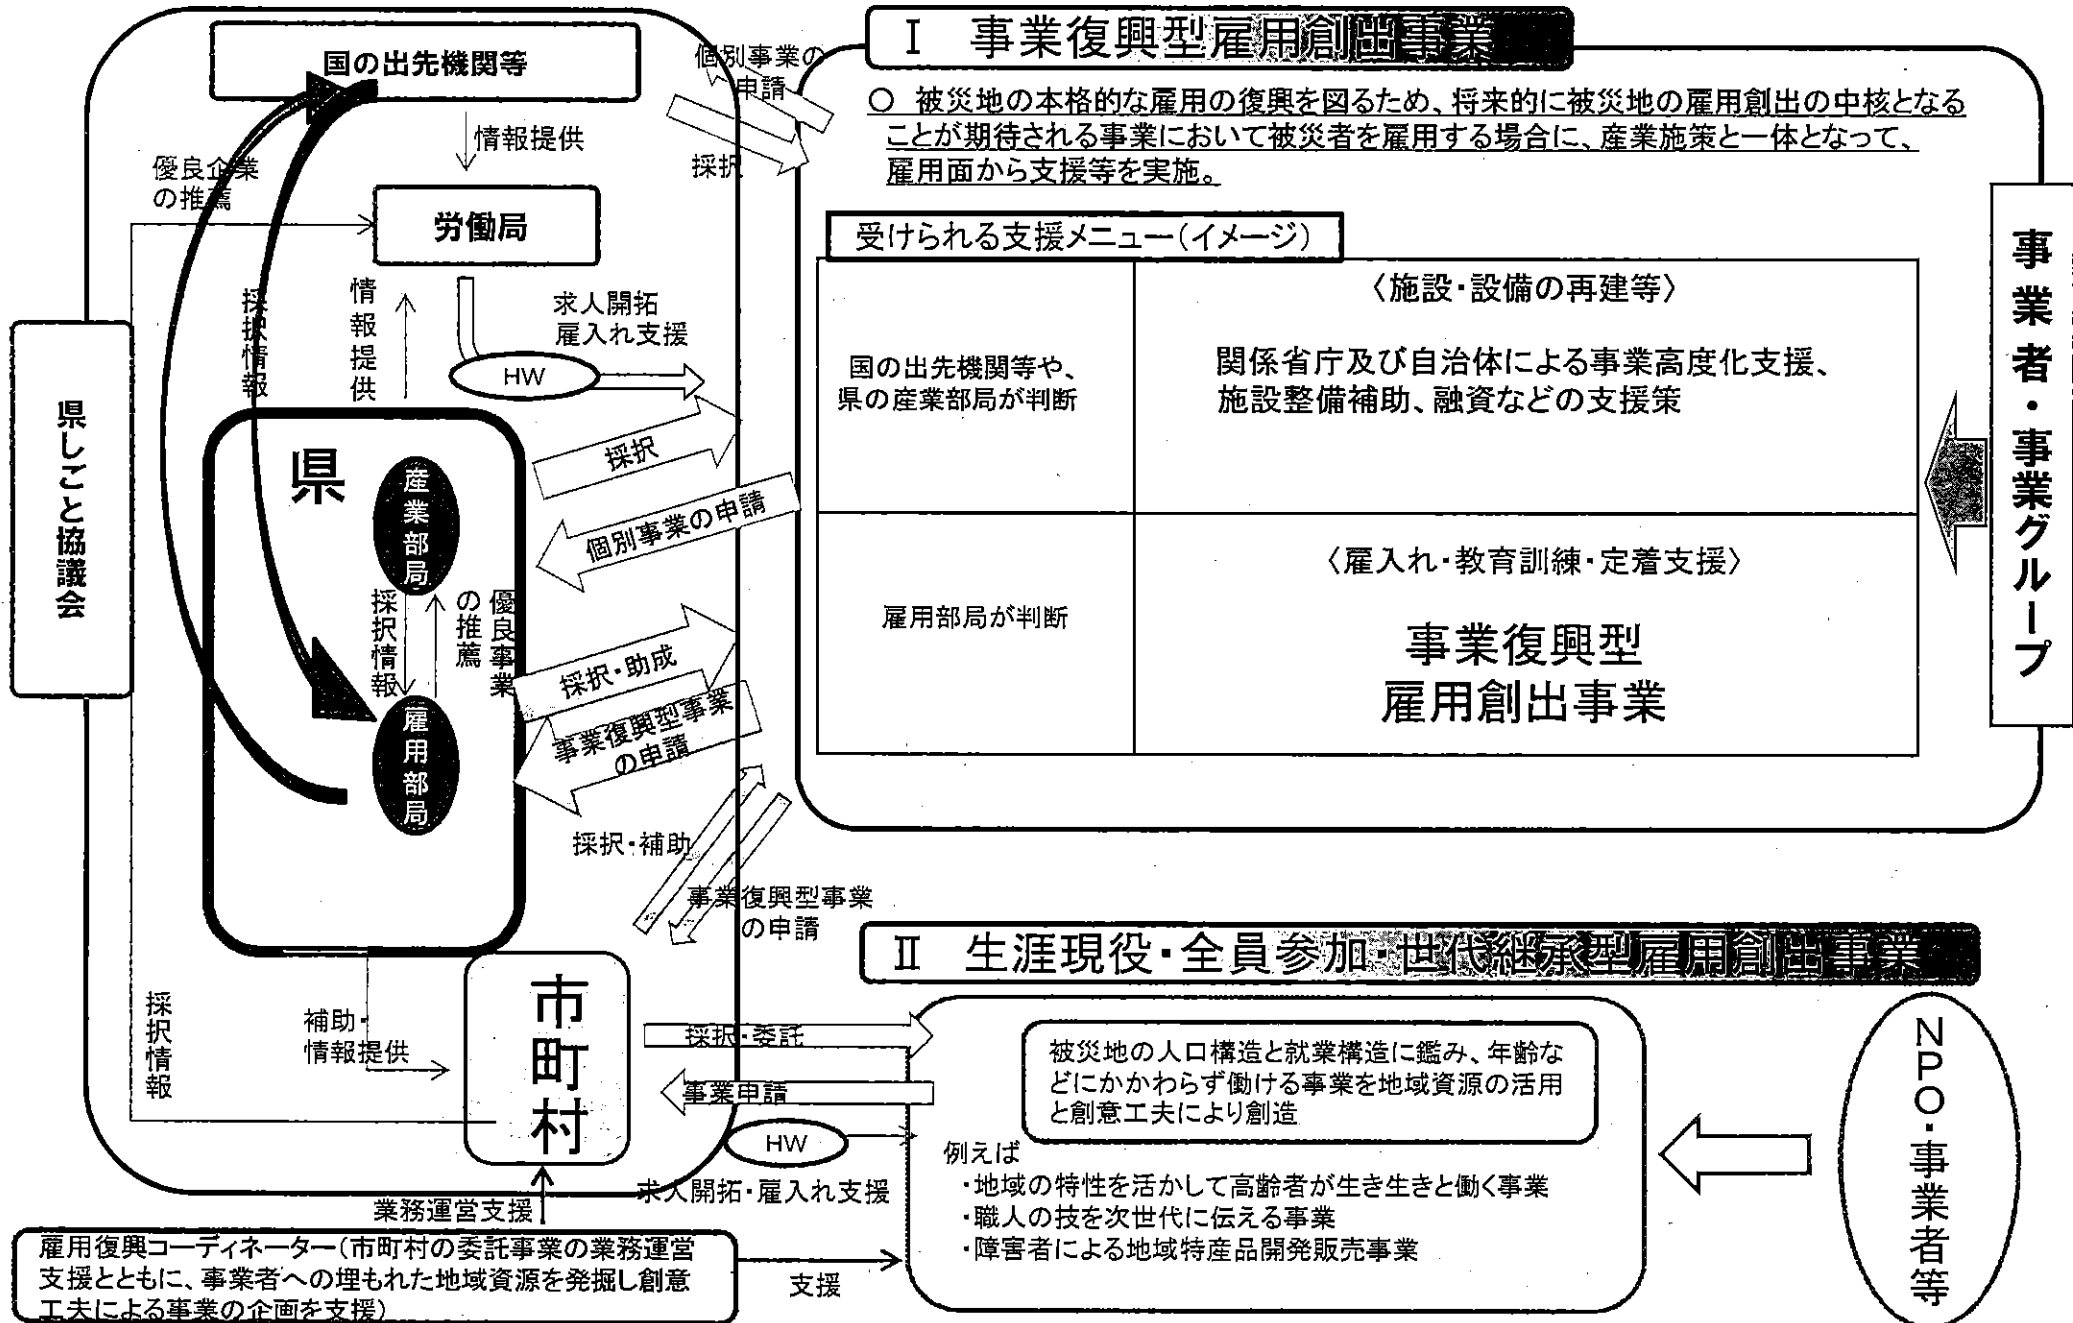 国の出先機関等
個別事業の
申請
情報提供
採択
優良企業
の推薦
労働局
採択情報
情報提供
求人開拓
雇入れ支援
HW
県しごと協議会
県
産業部局
採択
個別事業の申請
採択情報
優良事業
の推薦
採択・助成
事業復興型事業
の申請
雇用部局
採択・補助
事業復興型事業
の申請
採択情報
補助・
情報提供
市町村
採択・委託
事業申請
HW
求人開拓・雇入れ支援
業務運営支援
雇用復興コーディネーター(市町村の委託事業の業務運営
支援とともに、事業者への埋もれた地域資源を発掘し創意
工夫による事業の企画を支援)
支援
Ⅰ 事業復興型雇用創出事業
○ 被災地の本格的な雇用の復興を図るため、将来的に被災地の雇用創出の中核となる
ことが期待される事業において被災者を雇用する場合に、産業施策と一体となって、
雇用面から支援等を実施。
受けられる支援メニュー(イメージ)
国の出先機関等や、
県の産業部局が判断
〈施設・設備の再建等〉
関係省庁及び自治体による事業高度化支援、
施設整備補助、融資などの支援策
雇用部局が判断
〈雇入れ・教育訓練・定着支援〉
事業復興型
雇用創出事業
事業者・事業グループ
Ⅱ 生涯現役・全員参加・世代継承型雇用創出事業
被災地の人口構造と就業構造に鑑み、年齢な
どにかかわらず働ける事業を地域資源の活用
と創意工夫により創造
例えば
・地域の特性を活かして高齢者が生き生きと働く事業
・職人の技を次世代に伝える事業
・障害者による地域特産品開発販売事業
NPO・事業者等